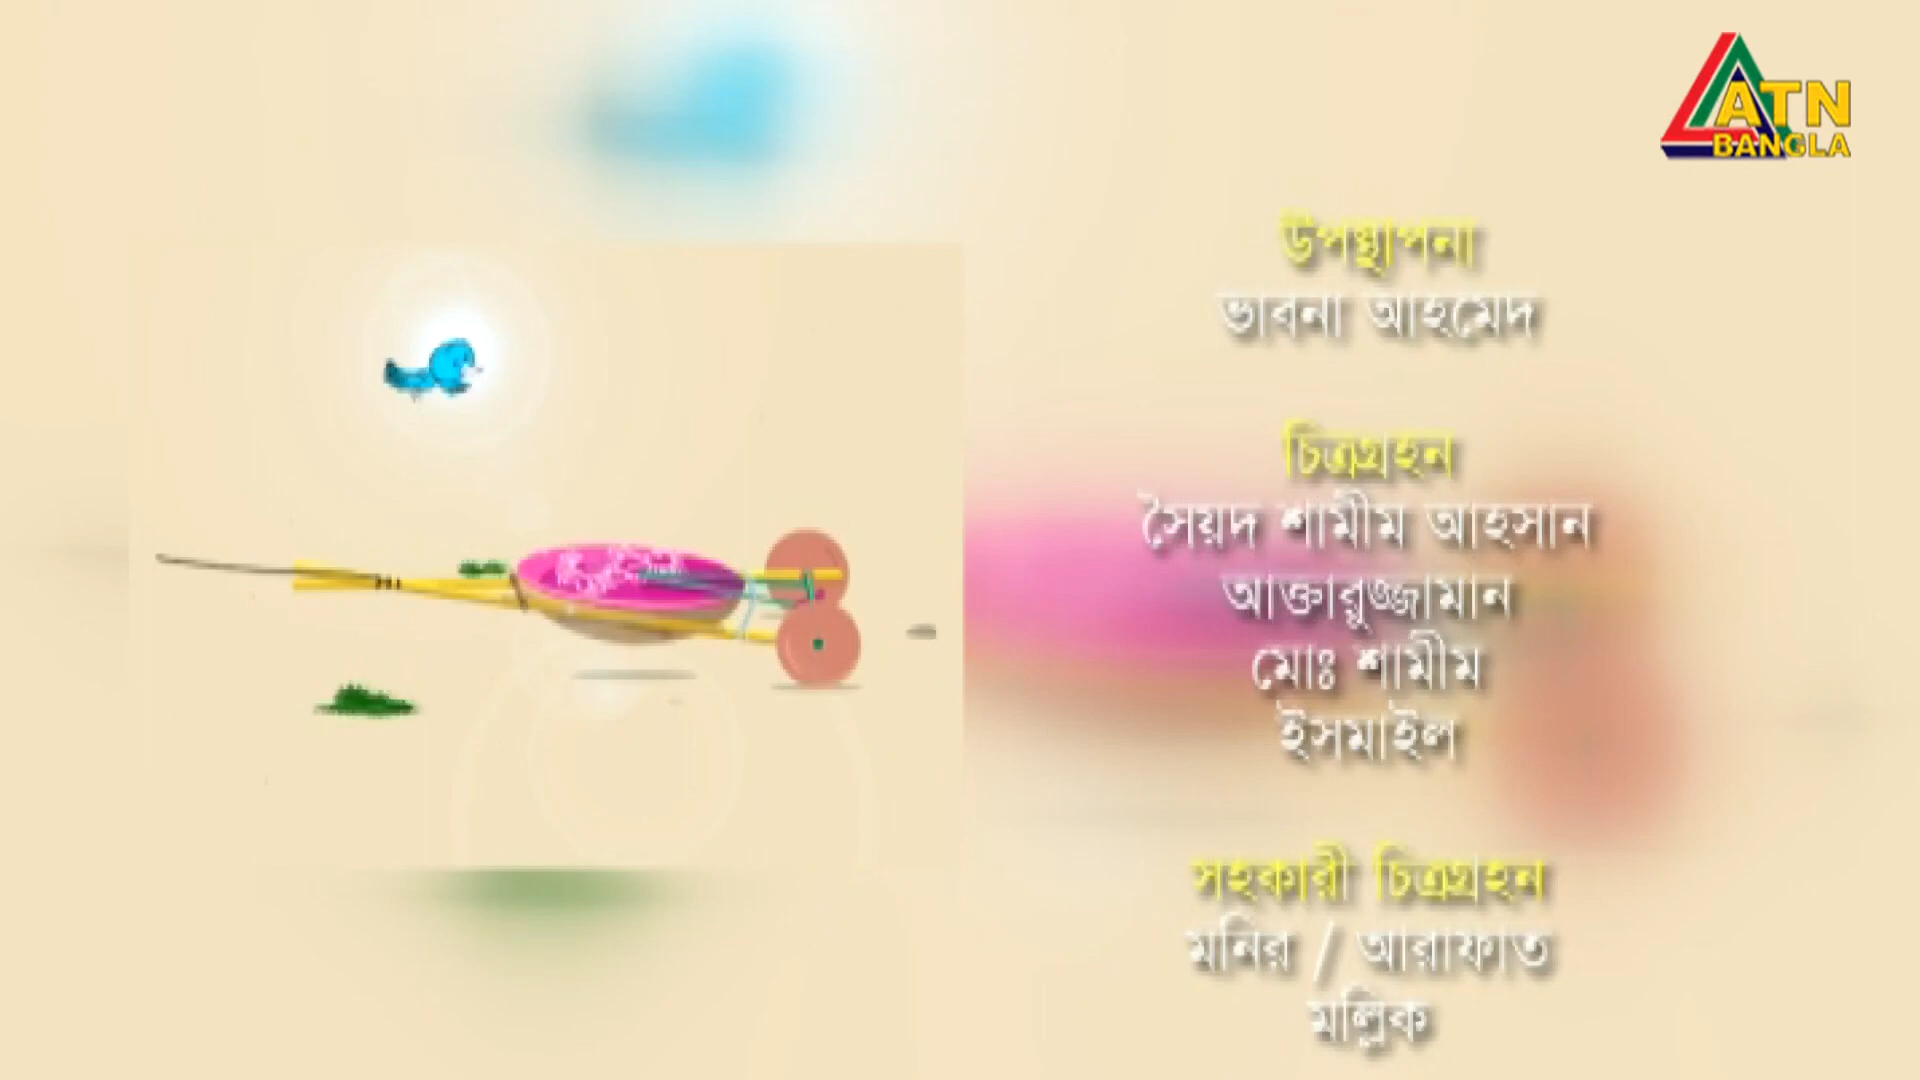 ATN
BANGLA
উপস্থাপনা
ভাবনা আহমেদ
চিত্রগ্রহন
সৈয়দ শামীম আহসান
আক্তারুজ্জামান
মোঃ শামীম
ইসমাইল
সহকারী চিত্রগ্রহন
মনির / আরাফাত
মল্লিক